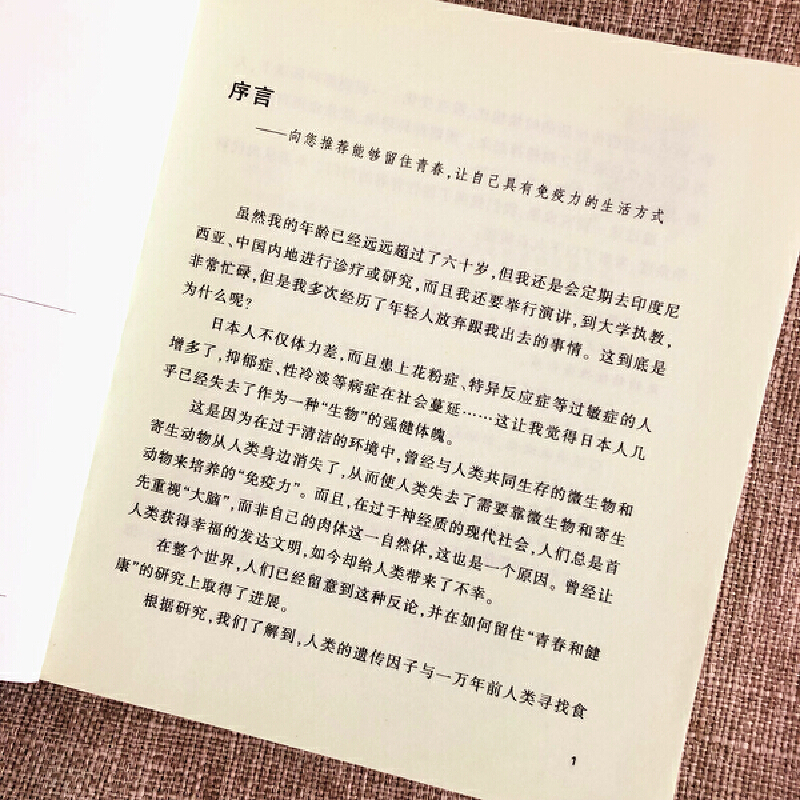 序言
——向您推荐能够留住青春，让自己具有免疫力的生活方式
虽然我的年龄已经远远超过了六十岁，但我还是会定期去印度尼
西亚、中国内地进行诊疗或研究，而且我还要举行演讲，到大学执教，
非常忙碌，但是我多次经历了年轻人放弃跟我出去的事情。这到底是
为什么呢？
日本人不仅体力差，而且患上花粉症、特异反应症等过敏症的人
增多了，抑郁症、性冷淡等病症在社会蔓延……这让我觉得日本人几
乎已经失去了作为一种“生物”的强健体魄。
这是因为在过于清洁的环境中，曾经与人类共同生存的微生物和
寄生动物从人类身边消失了，从而使人类失去了需要靠微生物和寄生
动物来培养的“免疫力”。而且，在过于神经质的现代社会，人们总是首
先重视“大脑”，而非自己的肉体这一自然体，这也是一个原因。曾经让
人类获得幸福的发达文明，如今却给人类带来了不幸。
在整个世界，人们已经留意到这种反论，并在如何留住“青春和健
康”的研究上取得了进展。
根据研究，我们了解到，人类的遗传因子与一万年前人类寻找食
1